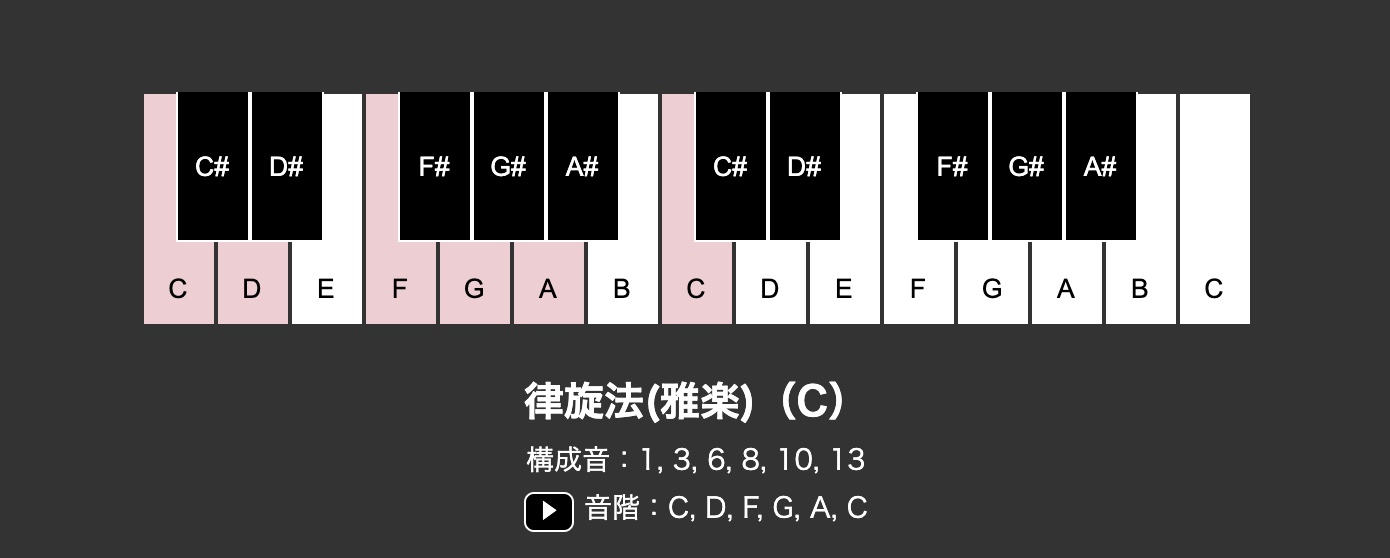 C# D# F# G# A# C# D# F# G# A#
C D E F G A B C D E F G A B C
律旋法(雅楽)（C）
構成音：1, 3, 6, 8, 10, 13
音階：C, D, F, G, A, C